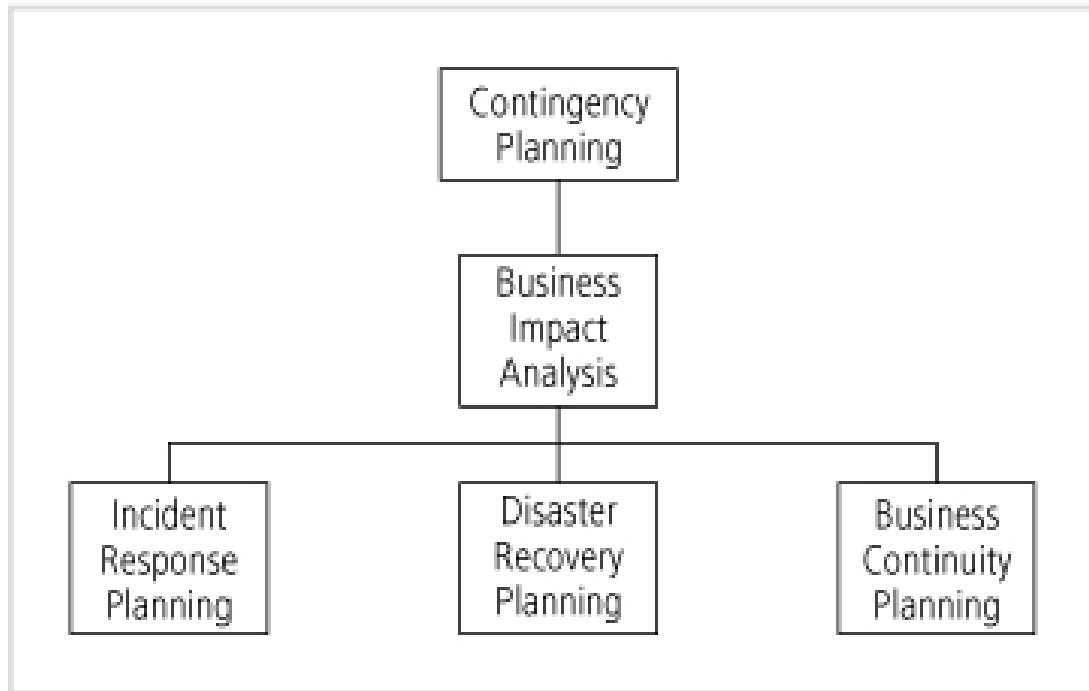 Contingency
Planning
Business
Impact
Analysis
Incident
Response
Planning
Disaster
Recovery
Planning
Business
Continuity
Planning